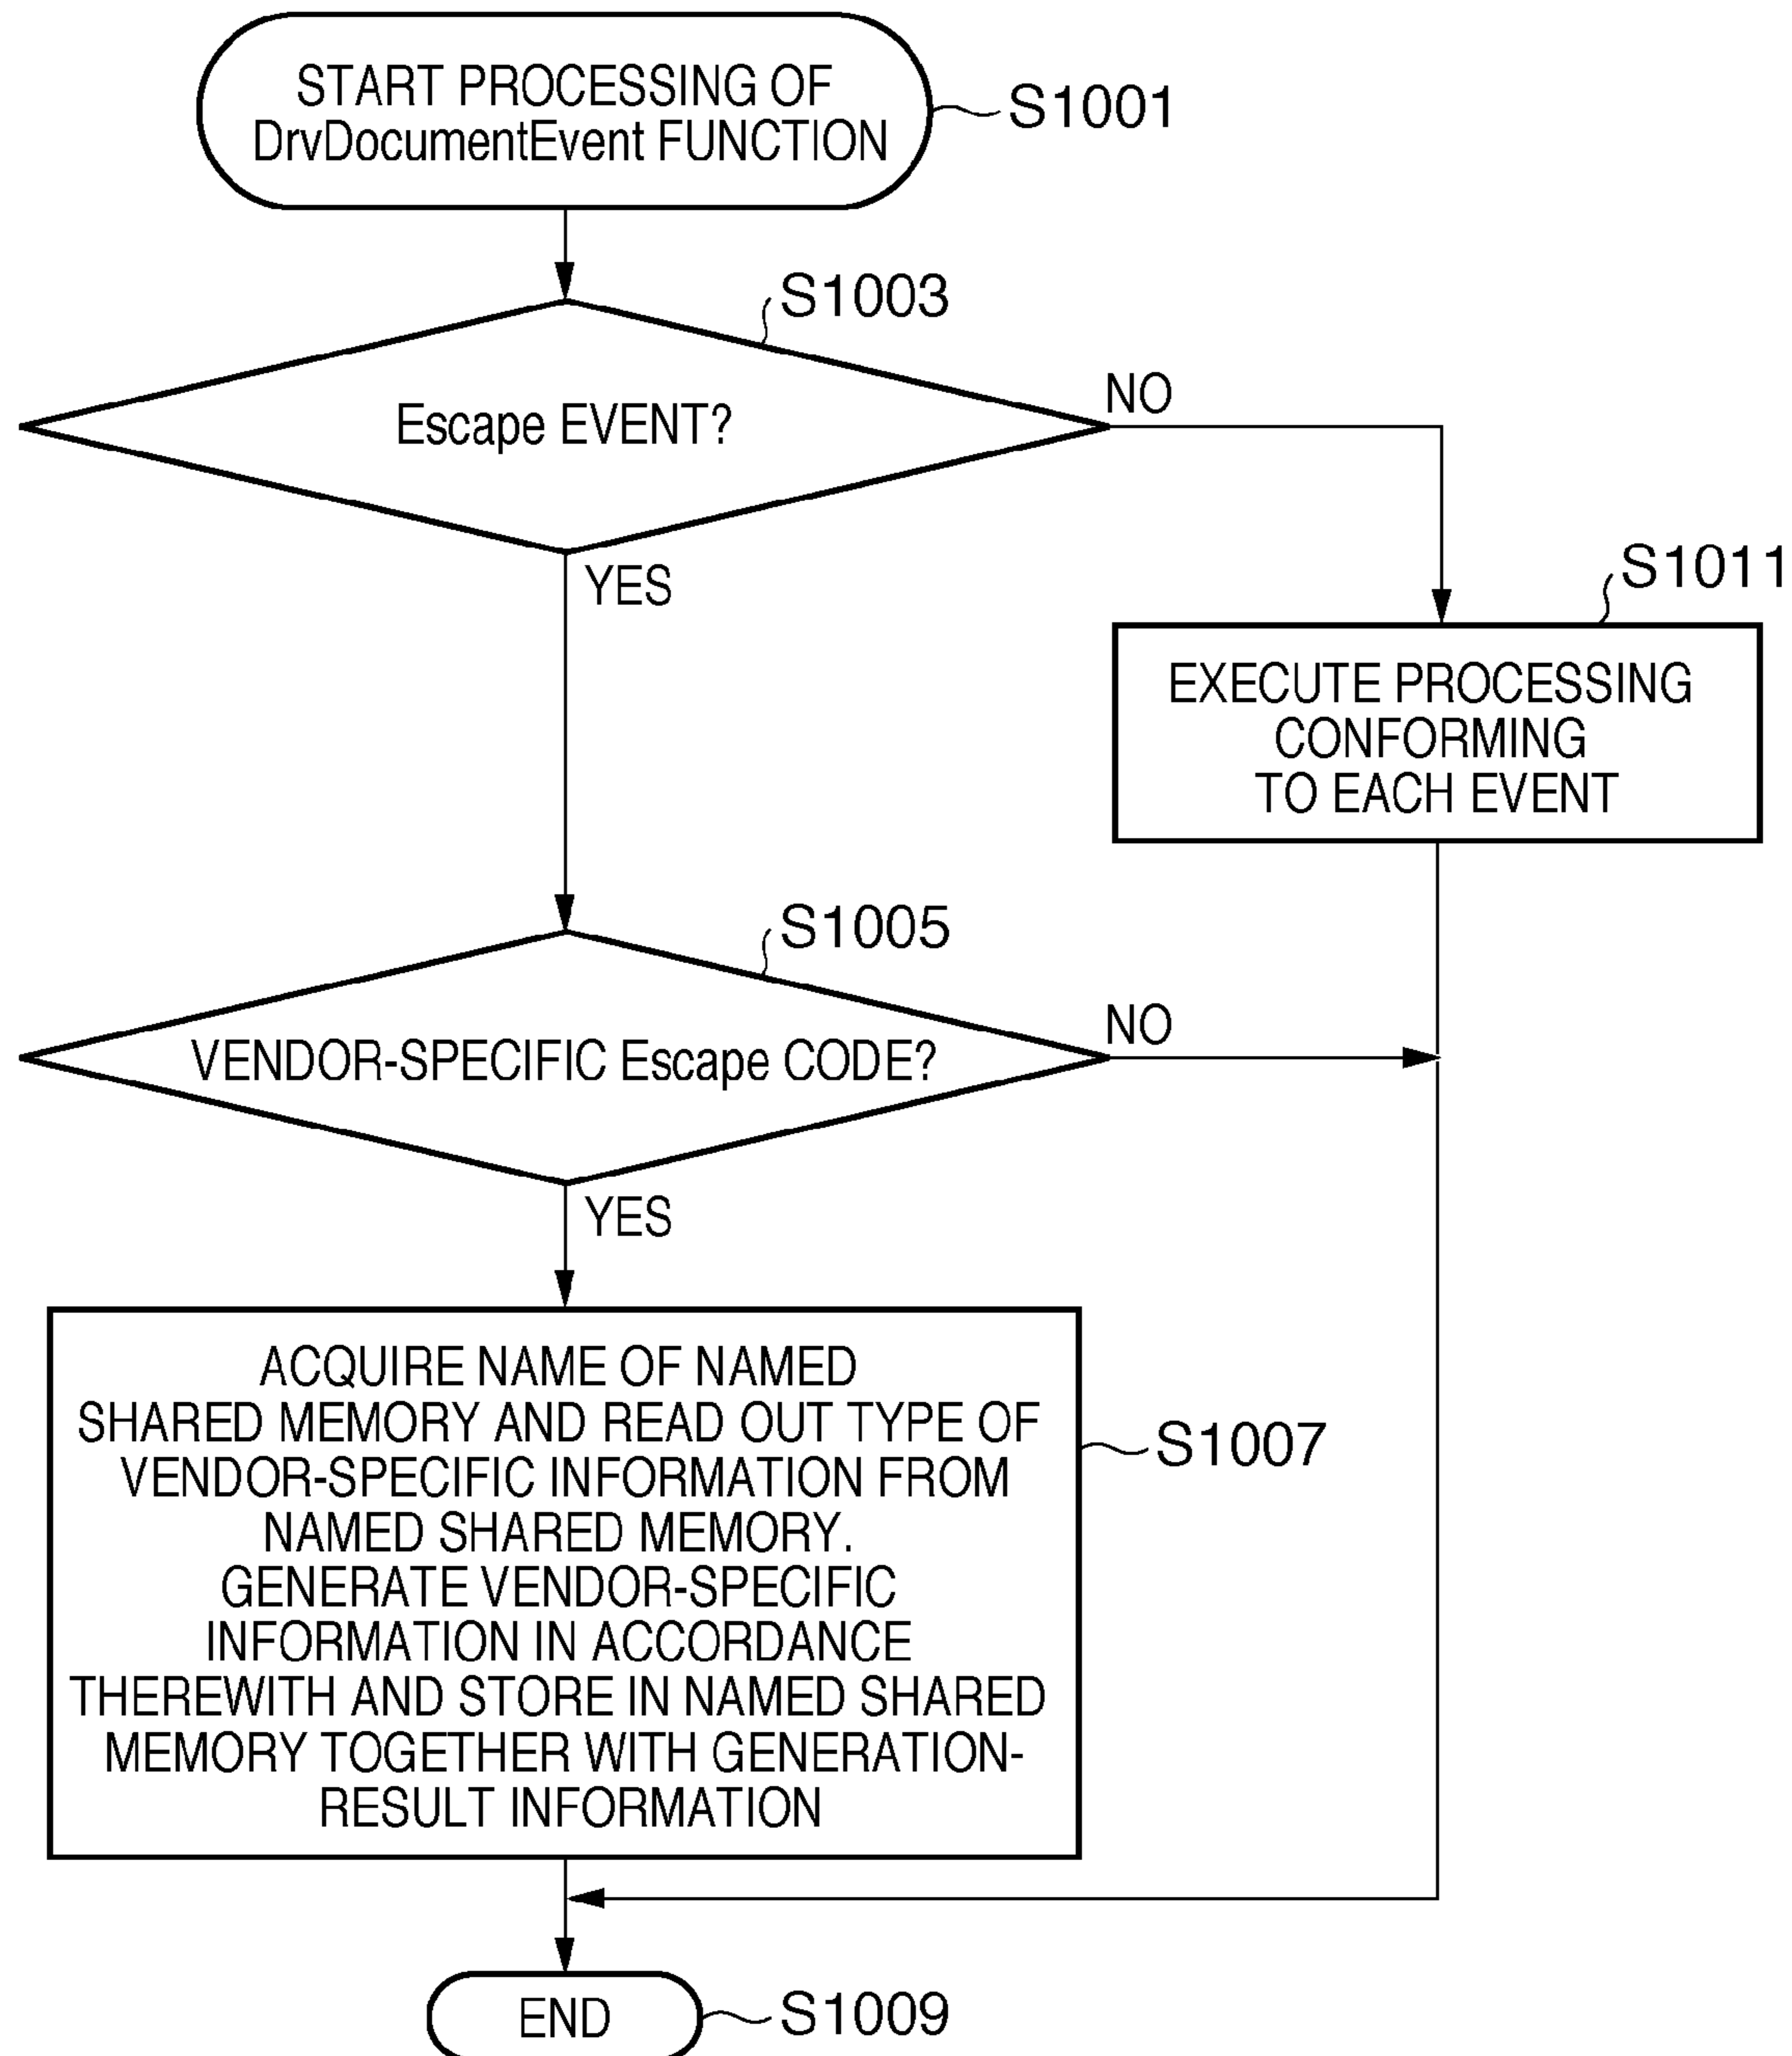 START PROCESSING OF
DrvDocumentEvent FUNCTION
S1001
S1003
Escape EVENT?
NO
YES
S1011
EXECUTE PROCESSING
CONFORMING
TO EACH EVENT
S1005
VENDOR-SPECIFIC Escape CODE?
NO
YES
ACQUIRE NAME OF NAMED
SHARED MEMORY AND READ OUT TYPE OF
VENDOR-SPECIFIC INFORMATION FROM
NAMED SHARED MEMORY.
GENERATE VENDOR-SPECIFIC
INFORMATION IN ACCORDANCE
THEREWITH AND STORE IN NAMED SHARED
MEMORY TOGETHER WITH GENERATION-
RESULT INFORMATION
S1007
END
S1009